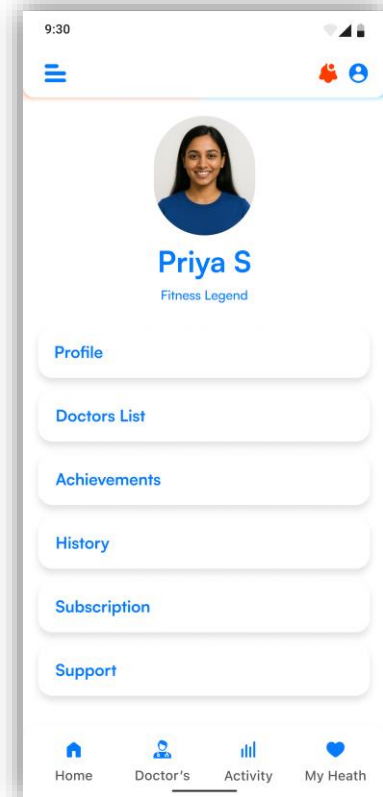 9:30
Priya S
Fitness Legend
Profile
Doctors List
Achievements
History
Subscription
Support
Home Doctor's Activity My Heath